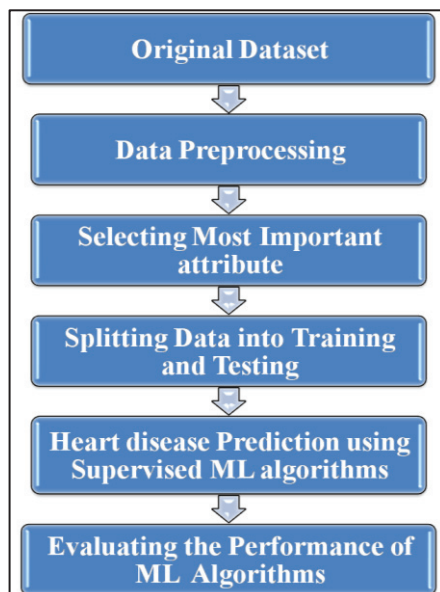 Original Dataset
Data Preprocessing
Selecting Most Important
attribute
Splitting Data into Training
and Testing
Heart disease Prediction using
Supervised ML algorithms
Evaluating the Performance of
ML Algorithms